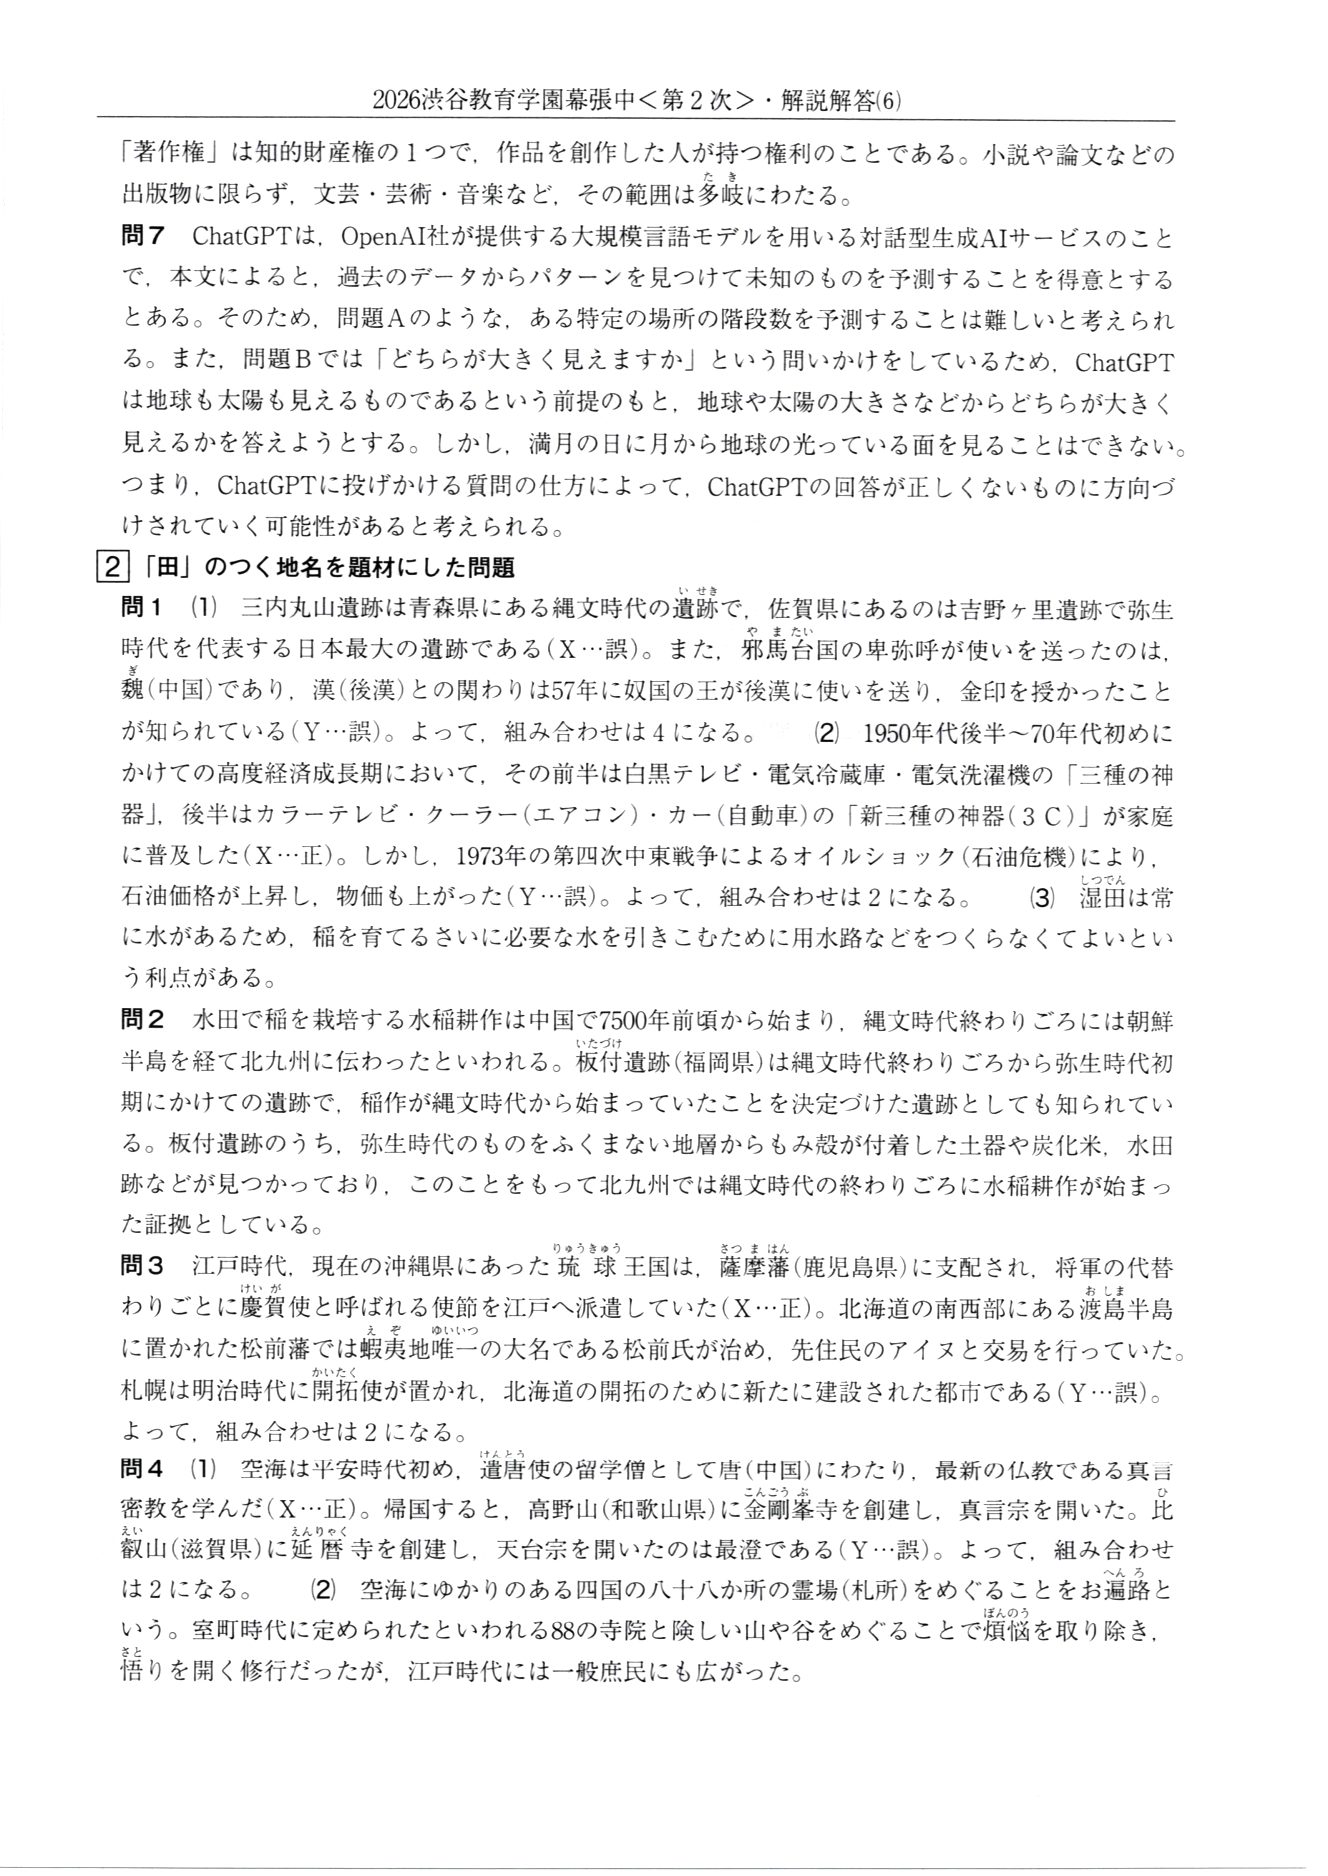 2026渋谷教育学園幕張中＜第２次＞・解説解答(6)
「著作権」は知的財産権の１つで，作品を創作した人が持つ権利のことである。小説や論文などの
出版物に限らず，文芸・芸術・音楽など，その範囲は多岐にわたる。
問７　ChatGPTは，OpenAI社が提供する大規模言語モデルを用いる対話型生成AIサービスのこと
で，本文によると，過去のデータからパターンを見つけて未知のものを予測することを得意とする
とある。そのため，問題Ａのような，ある特定の場所の階段数を予測することは難しいと考えられ
る。また，問題Ｂでは「どちらが大きく見えますか」という問いかけをしているため，ChatGPT
は地球も太陽も見えるものであるという前提のもと，地球や太陽の大きさなどからどちらが大きく
見えるかを答えようとする。しかし，満月の日に月から地球の光っている面を見ることはできない。
つまり，ChatGPTに投げかける質問の仕方によって，ChatGPTの回答が正しくないものに方向づ
けされていく可能性があると考えられる。
2 「田」のつく地名を題材にした問題
問１　(1)　三内丸山遺跡は青森県にある縄文時代の遺跡で，佐賀県にあるのは吉野ヶ里遺跡で弥生
時代を代表する日本最大の遺跡である(Ｘ…誤)。また，邪馬台国の卑弥呼が使いを送ったのは，
魏(中国)であり，漢(後漢)との関わりは57年に奴国の王が後漢に使いを送り，金印を授かったこと
が知られている(Ｙ…誤)。よって，組み合わせは４になる。　(2)　1950年代後半～70年代初めに
かけての高度経済成長期において，その前半は白黒テレビ・電気冷蔵庫・電気洗濯機の「三種の神
器」，後半はカラーテレビ・クーラー(エアコン)・カー(自動車)の「新三種の神器(３Ｃ)」が家庭
に普及した(Ｘ…正)。しかし，1973年の第四次中東戦争によるオイルショック(石油危機)により，
石油価格が上昇し，物価も上がった(Ｙ…誤)。よって，組み合わせは２になる。　(3)　湿田は常
に水があるため，稲を育てるさいに必要な水を引きこむために用水路などをつくらなくてよいとい
う利点がある。
問２　水田で稲を栽培する水稲耕作は中国で7500年前頃から始まり，縄文時代終わりごろには朝鮮
半島を経て北九州に伝わったといわれる。板付遺跡(福岡県)は縄文時代終わりごろから弥生時代初
期にかけての遺跡で，稲作が縄文時代から始まっていたことを決定づけた遺跡としても知られてい
る。板付遺跡のうち，弥生時代のものをふくまない地層からもみ殻が付着した土器や炭化米，水田
跡などが見つかっており，このことをもって北九州では縄文時代の終わりごろに水稲耕作が始まっ
た証拠としている。
問３　江戸時代，現在の沖縄県にあった琉球王国は，薩摩藩(鹿児島県)に支配され，将軍の代替
わりごとに慶賀使と呼ばれる使節を江戸へ派遣していた(Ｘ…正)。北海道の南西部にある渡島半島
に置かれた松前藩では蝦夷地唯一の大名である松前氏が治め，先住民のアイヌと交易を行っていた。
札幌は明治時代に開拓使が置かれ，北海道の開拓のために新たに建設された都市である(Ｙ…誤)。
よって，組み合わせは２になる。
問４　(1)　空海は平安時代初め，遣唐使の留学僧として唐(中国)にわたり，最新の仏教である真言
密教を学んだ(Ｘ…正)。帰国すると，高野山(和歌山県)に金剛峯寺を創建し，真言宗を開いた。比
叡山(滋賀県)に延暦寺を創建し，天台宗を開いたのは最澄である(Ｙ…誤)。よって，組み合わせ
は２になる。　(2)　空海にゆかりのある四国の八十八か所の霊場(札所)をめぐることをお遍路と
いう。室町時代に定められたといわれる88の寺院と険しい山や谷をめぐることで煩悩を取り除き，
悟りを開く修行だったが，江戸時代には一般庶民にも広がった。